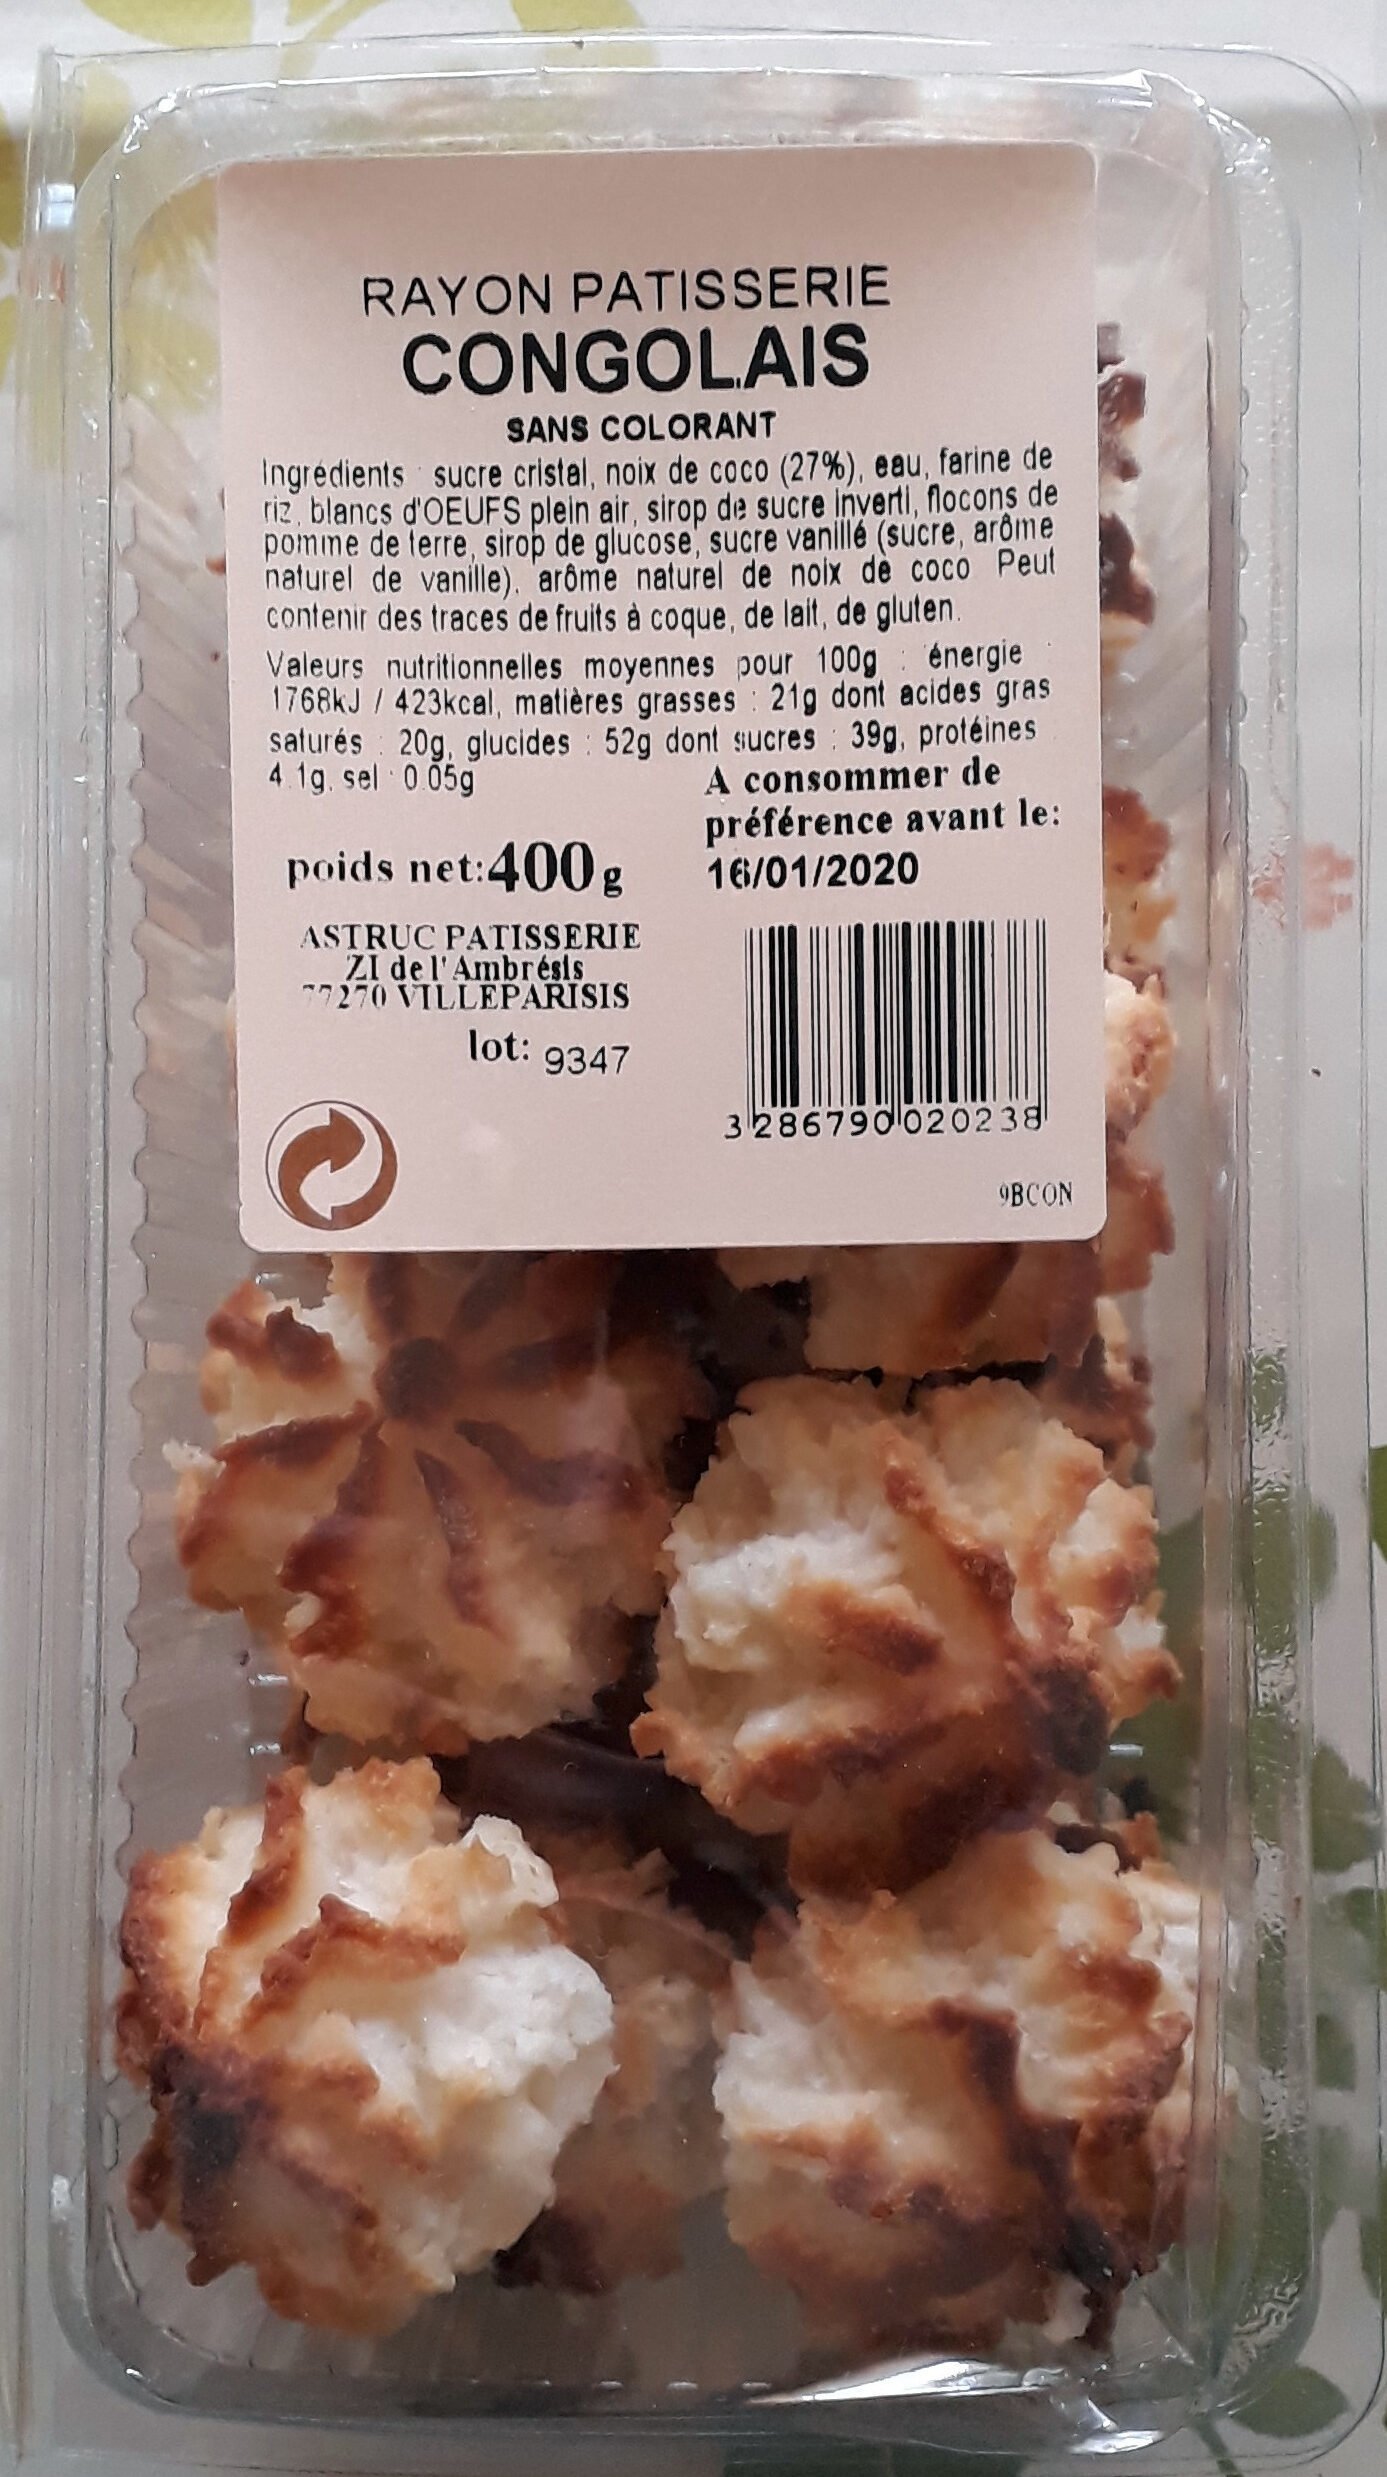 RAYON PATISSERIE
CONGOLAIS
SANS COLORANT
Ingrédients : sucre cristal, noix de coco (27%), eau, farine de
riz, blancs d'OEUFS plein air, sirop de sucre inverti, flocons de
pomme de terre, sirop de glucose, sucre vanillé (sucre, arôme
naturel de vanille), arôme naturel de noix de coco Peut
contenir des traces de fruits à coque, de lait, de gluten.
Valeurs nutritionnelles moyennes pour 100g : énergie :
1768kJ / 423kcal, matières grasses : 21g dont acides gras
saturés : 20g, glucides : 52g dont sucres : 39g, protéines :
4.1g, sel : 0.05g
A consommer de
préférence avant le:
16/01/2020
poids net:400g
ASTRUC PATISSERIE
ZI de l'Ambrésis
77270 VILLEPARISIS
lot: 9347
3286790020238
9BCON